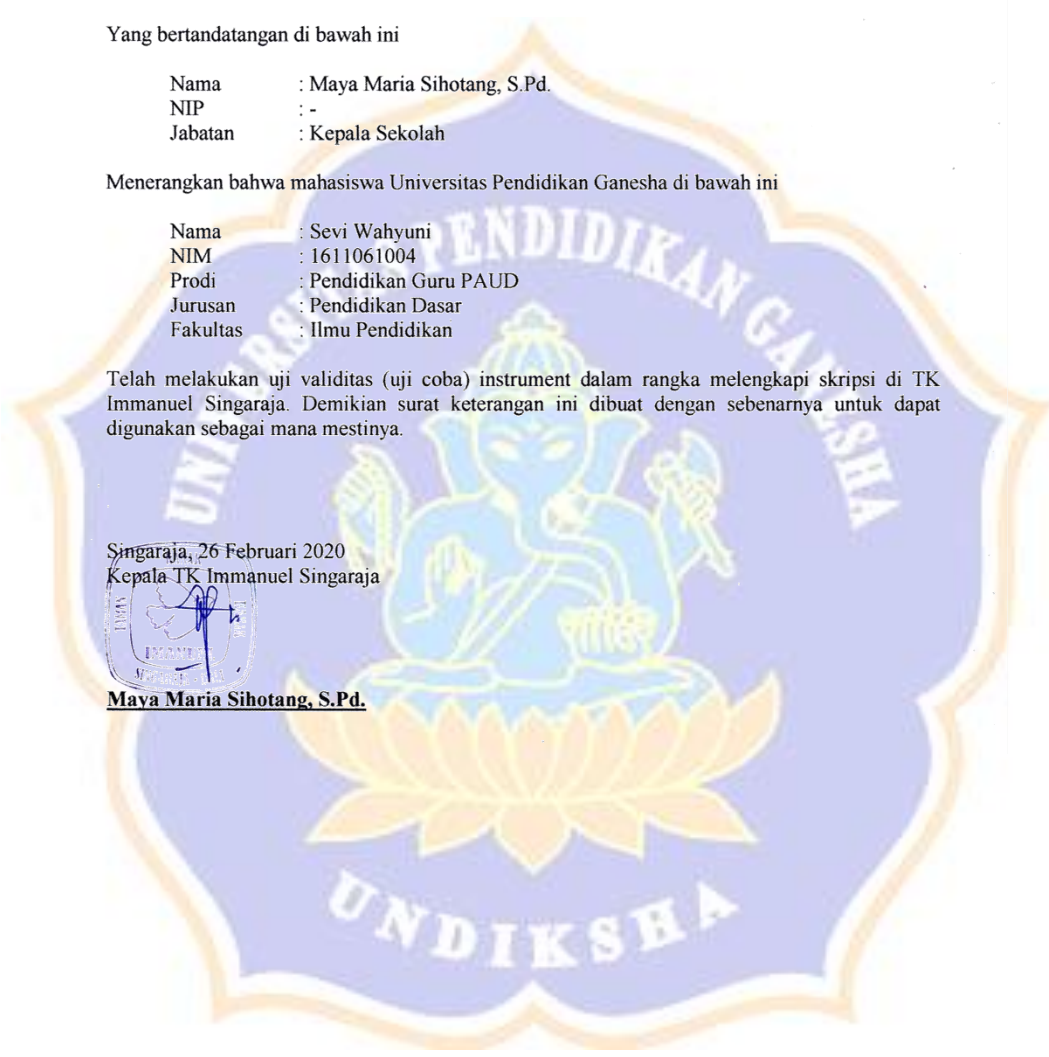 Yang bertandatangan di bawah ini
Nama : Maya Maria Sihotang, S.Pd.
NIP : -
Jabatan : Kepala Sekolah
Menerangkan bahwa mahasiswa Universitas Pendidikan Ganesha di bawah ini
Nama : Sevi Wahyuni
NIM : 1611061004
Prodi : Pendidikan Guru PAUD
Jurusan : Pendidikan Dasar
Fakultas : Ilmu Pendidikan
Telah melakukan uji validitas (uji coba) instrument dalam rangka melengkapi skripsi di TK
Immanuel Singaraja. Demikian surat keterangan ini dibuat dengan sebenarnya untuk dapat
digunakan sebagai mana mestinya.
Singaraja, 26 Februari 2020
Kepala TK Immanuel Singaraja
Maya Maria Sihotang, S.Pd.
UNIVERSITAS PENDIDIKAN GANESHA
UNDIKSHA